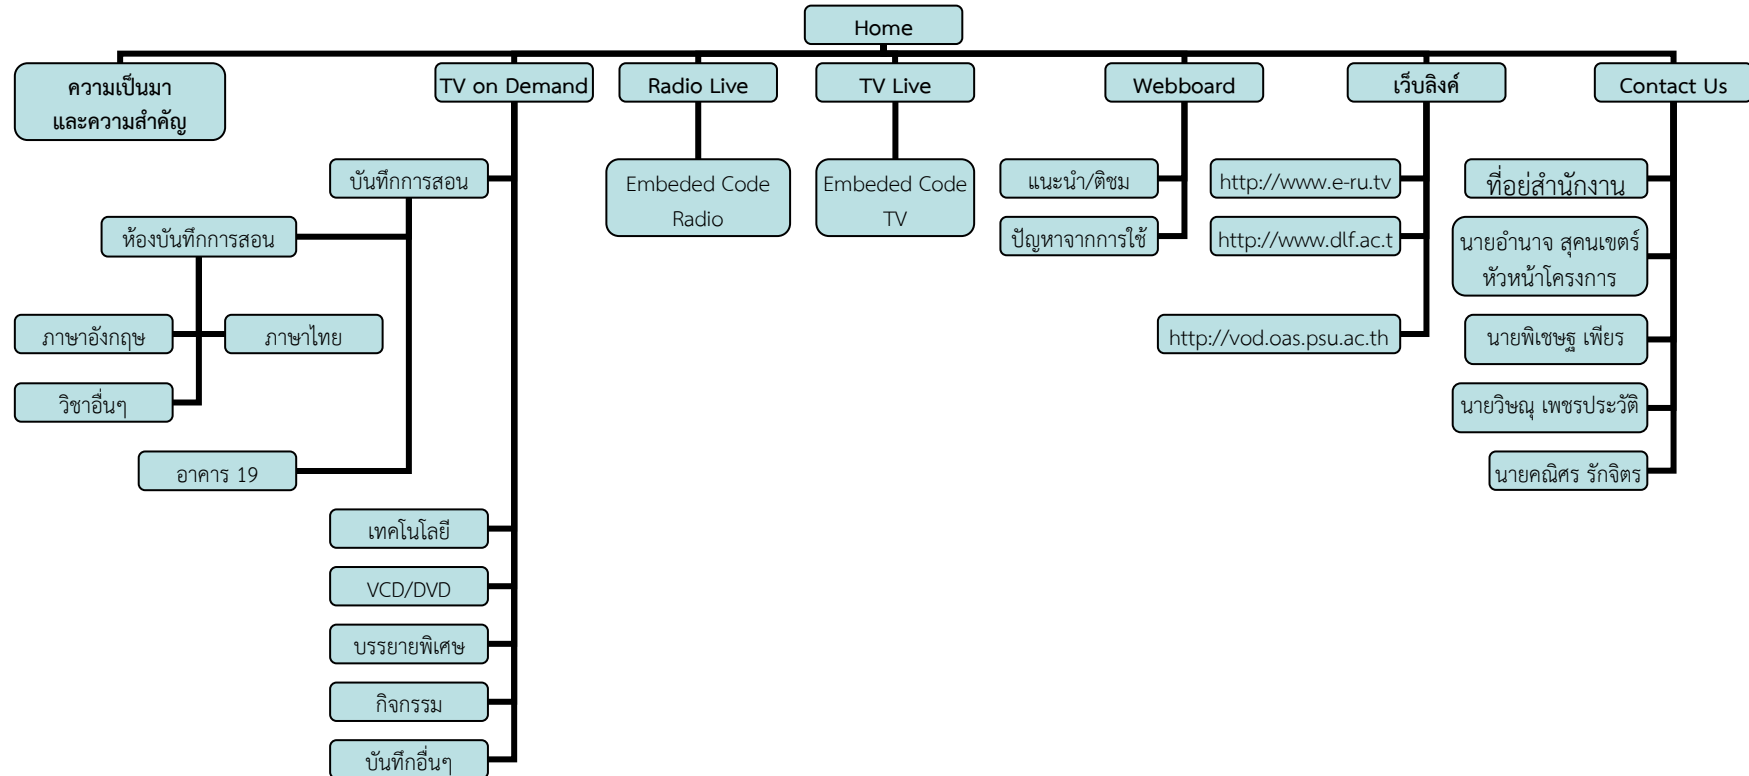 Home
ความเป็นมา
และความสำคัญ
TV on Demand
Radio Live
TV Live
Webboard
เว็บลิงค์
Contact Us
บันทึกการสอน
ห้องบันทึกการสอน
ภาษาอังกฤษ
ภาษาไทย
วิชาอื่นๆ
อาคาร 19
เทคโนโลยี
VCD/DVD
บรรยายพิเศษ
กิจกรรม
บันทึกอื่นๆ
Embeded Code
Radio
Embeded Code
TV
แนะนำ/ติชม
ปัญหาจากการใช้
http://www.e-ru.tv
http://www.dlf.ac.t
http://vod.oas.psu.ac.th
ที่อย่สำนักงาน
นายอำนาจ สุคนเขตร์
หัวหน้าโครงการ
นายพิเชษฐ เพียร
นายวิษณุ เพชรประวัติ
นายคณิศร รักจิตร